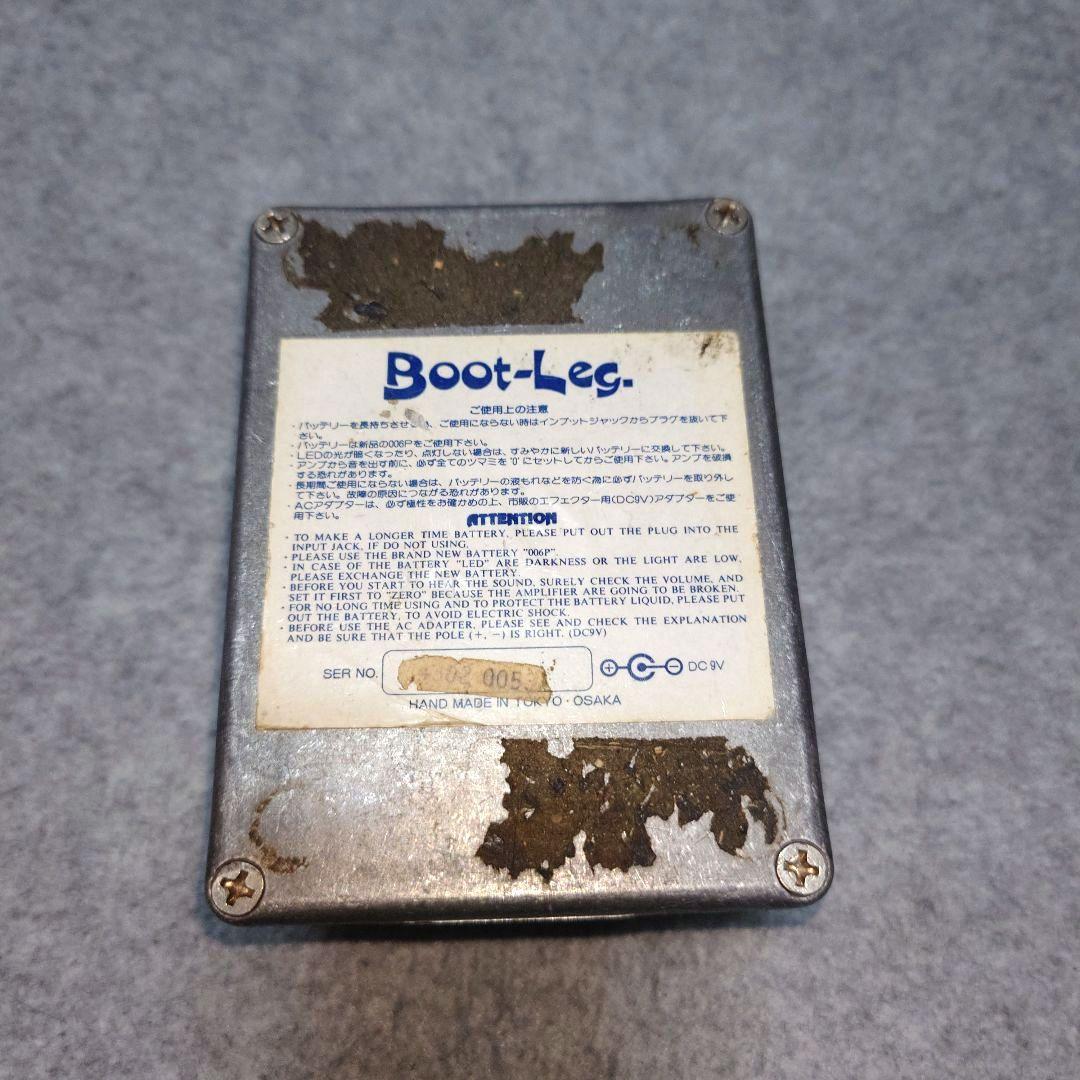 Boot-Leg.
ご使用上の注意
・バッテリーを長持ちさせ い、ご使用にならない時はインプットジャックからプラグを抜いて下
さい。
・バッテリーは新品の006Pをご使用下さい。
・LEDの光が暗くなったり、点灯しない場合は、すみやかに新しいバッテリーに交換して下さい。
・アンプから音を出す前に、必ず全てのツマミを'0'にセットしてからご使用下さい。アンプを破損
する恐れがあります。
・長期間ご使用にならない場合は、バッテリーの液もれなどを防ぐ為に必ずバッテリーを取り外し
て下さい。故障の原因につながる恐れがあります。
・ACアダプターは、必ず極性をお確かめの上、市販のエフェクター用(DC9V)アダプターをご使
用下さい。
ATTENTION
・TO MAKE A LONGER TIME BATTERY, PLEASE PUT OUT THE PLUG INTO THE
INPUT JACK, IF DO NOT USING.
・PLEASE USE THE BRAND NEW BATTERY "006P".
・IN CASE OF THE BATTERY "LED" ARE DARKNESS OR THE LIGHT ARE LOW,
PLEASE EXCHANGE THE NEW BATTERY.
・BEFORE YOU START TO HEAR THE SOUND, SURELY CHECK THE VOLUME, AND
SET IT FIRST TO "ZERO" BECAUSE THE AMPLIFIER ARE GOING TO BE BROKEN.
・FOR NO LONG TIME USING AND TO PROTECT THE BATTERY LIQUID, PLEASE PUT
OUT THE BATTERY, TO AVOID ELECTRIC SHOCK.
・BEFORE USE THE AC ADAPTER, PLEASE SEE AND CHECK THE EXPLANATION
AND BE SURE THAT THE POLE (+, −) IS RIGHT. (DC9V)
SER NO. + − DC 9V
HAND MADE IN TOKYO・OSAKA